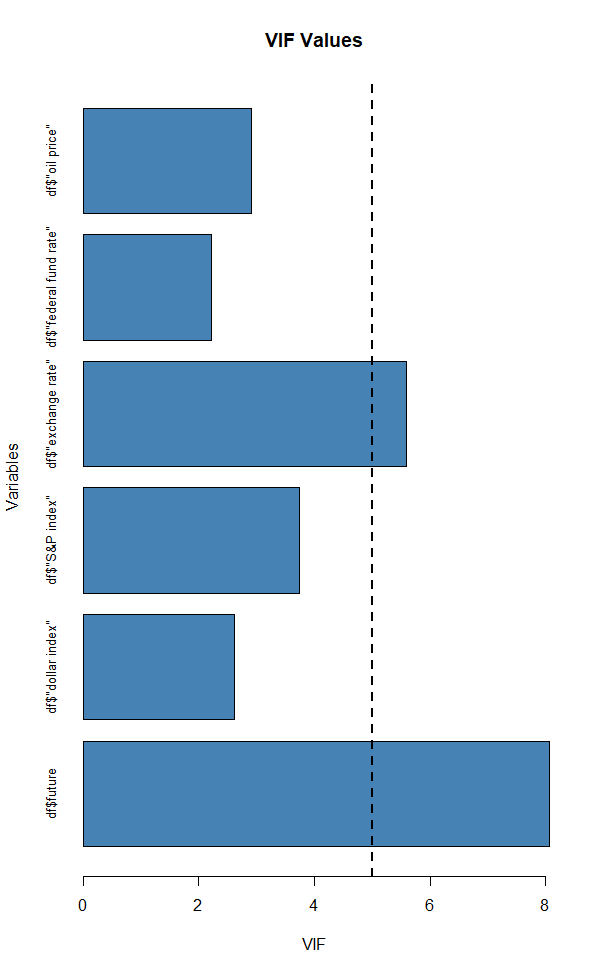 VIF Values
df$"oil price"
df$"federal fund rate"
df$"exchange rate"
df$"S&P index"
df$"dollar index"
df$future
Variables
0 2 4 6 8
VIF